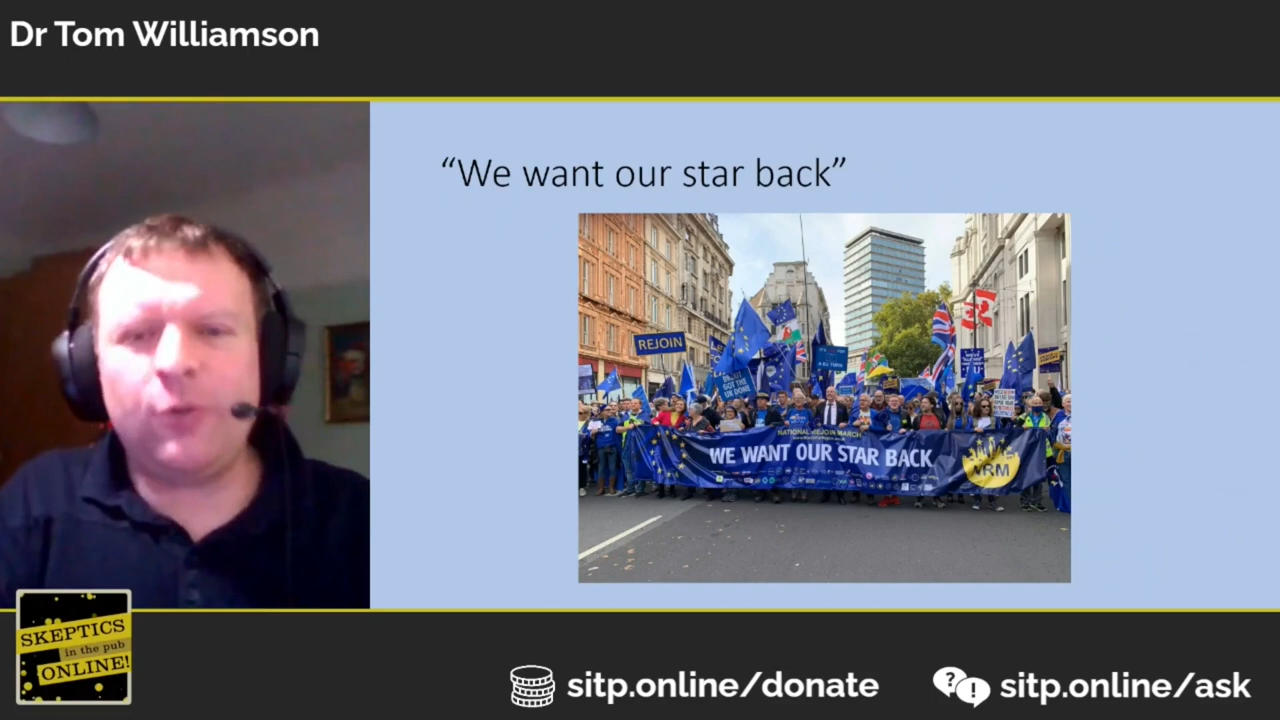 Dr Tom Williamson
“We want our star back”
REJOIN
NATIONAL REJOIN MARCH
WE WANT OUR STAR BACK
NRM
SKEPTICS
in the pub
ONLINE!
sitp.online/donate
sitp.online/ask